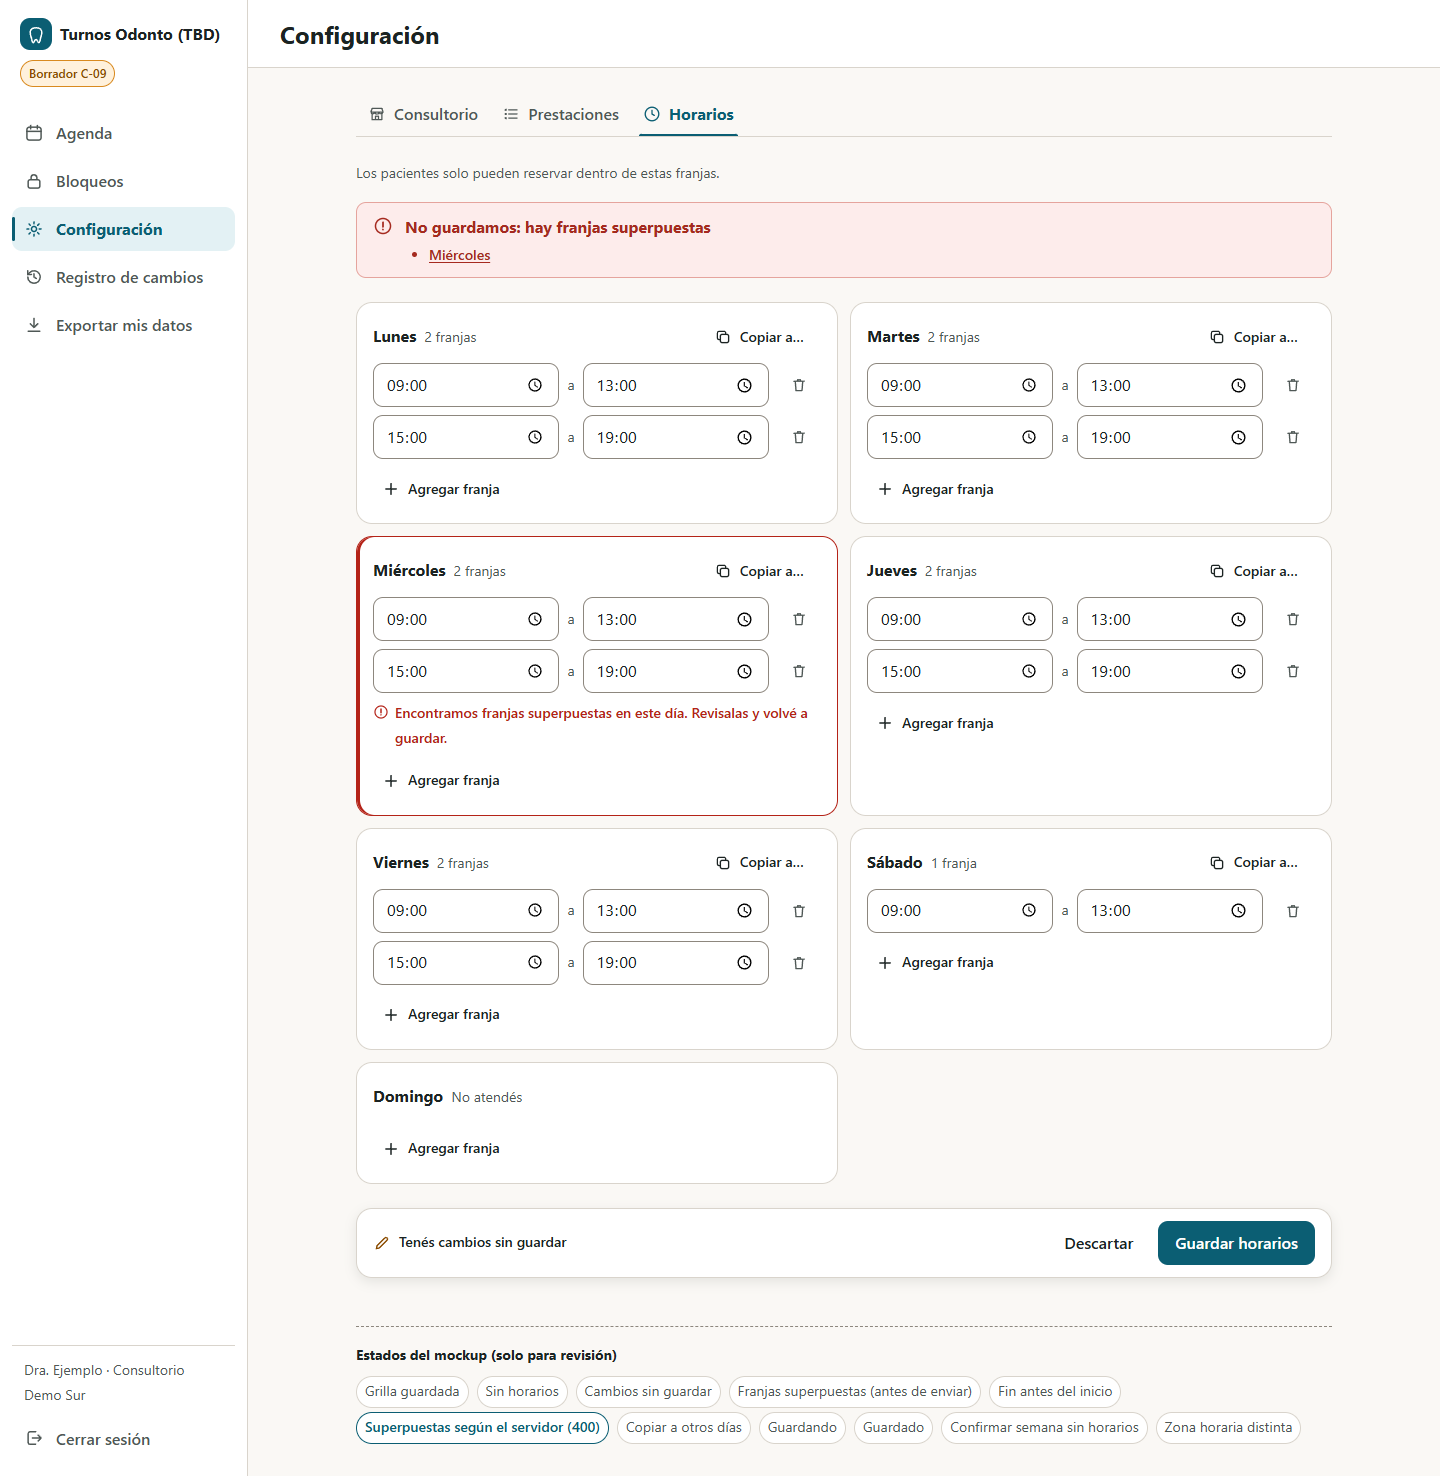 Turnos Odonto (TBD)
Borrador C-09
Agenda
Bloqueos
Configuración
Registro de cambios
Exportar mis datos
Dra. Ejemplo · Consultorio
Demo Sur
Cerrar sesión
Configuración
Consultorio
Prestaciones
Horarios
Los pacientes solo pueden reservar dentro de estas franjas.
No guardamos: hay franjas superpuestas
• Miércoles
Lunes 2 franjas
Copiar a...
09:00 a 13:00
15:00 a 19:00
Agregar franja
Martes 2 franjas
Copiar a...
09:00 a 13:00
15:00 a 19:00
Agregar franja
Miércoles 2 franjas
Copiar a...
09:00 a 13:00
15:00 a 19:00
Encontramos franjas superpuestas en este día. Revisalas y volvé a
guardar.
Agregar franja
Jueves 2 franjas
Copiar a...
09:00 a 13:00
15:00 a 19:00
Agregar franja
Viernes 2 franjas
Copiar a...
09:00 a 13:00
15:00 a 19:00
Agregar franja
Sábado 1 franja
Copiar a...
09:00 a 13:00
Agregar franja
Domingo No atendés
Agregar franja
Tenés cambios sin guardar
Descartar
Guardar horarios
Estados del mockup (solo para revisión)
Grilla guardada
Sin horarios
Cambios sin guardar
Franjas superpuestas (antes de enviar)
Fin antes del inicio
Superpuestas según el servidor (400)
Copiar a otros días
Guardando
Guardado
Confirmar semana sin horarios
Zona horaria distinta